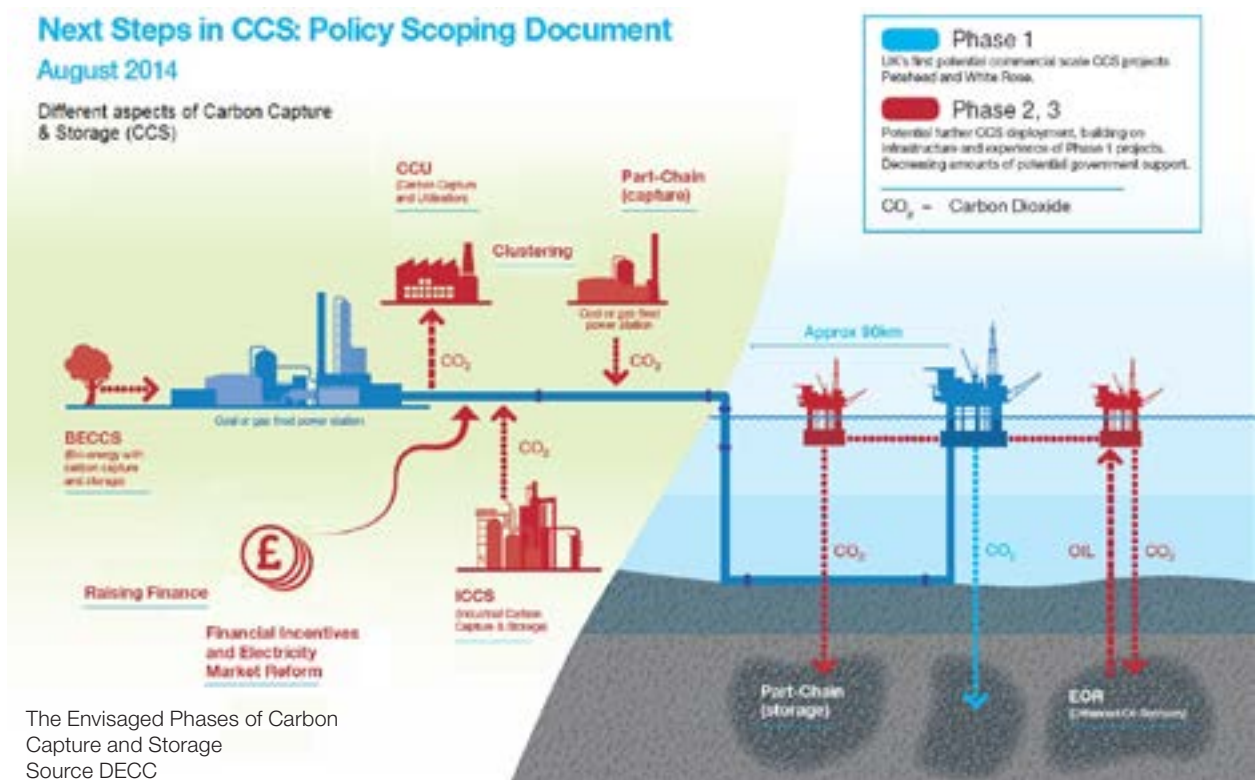 Next Steps in CCS: Policy Scoping Document
August 2014
Different aspects of Carbon Capture
& Storage (CCS)
Phase 1
UK's first potential commercial scale CCS projects
Peterhead and White Rose.
Phase 2, 3
Potential further CCS deployment, building on
infrastructure and experience of Phase 1 projects.
Decreasing amounts of potential government support.
CO₂ = Carbon Dioxide
CCU
(Carbon Capture
and Utilisation)
Part-Chain
(capture)
Clustering
Coal or gas fired
power station
CO₂
CO₂
Approx 90km
Coal or gas fired power station
BECCS
(Bio-energy with
carbon capture
and storage)
CO₂
£
Raising Finance
Financial Incentives
and Electricity
Market Reform
ICCS
(Industrial Carbon
Capture & Storage)
CO₂
CO₂
OIL
CO₂
Part-Chain
(storage)
EOR
(Enhanced Oil Recovery)
The Envisaged Phases of Carbon
Capture and Storage
Source DECC